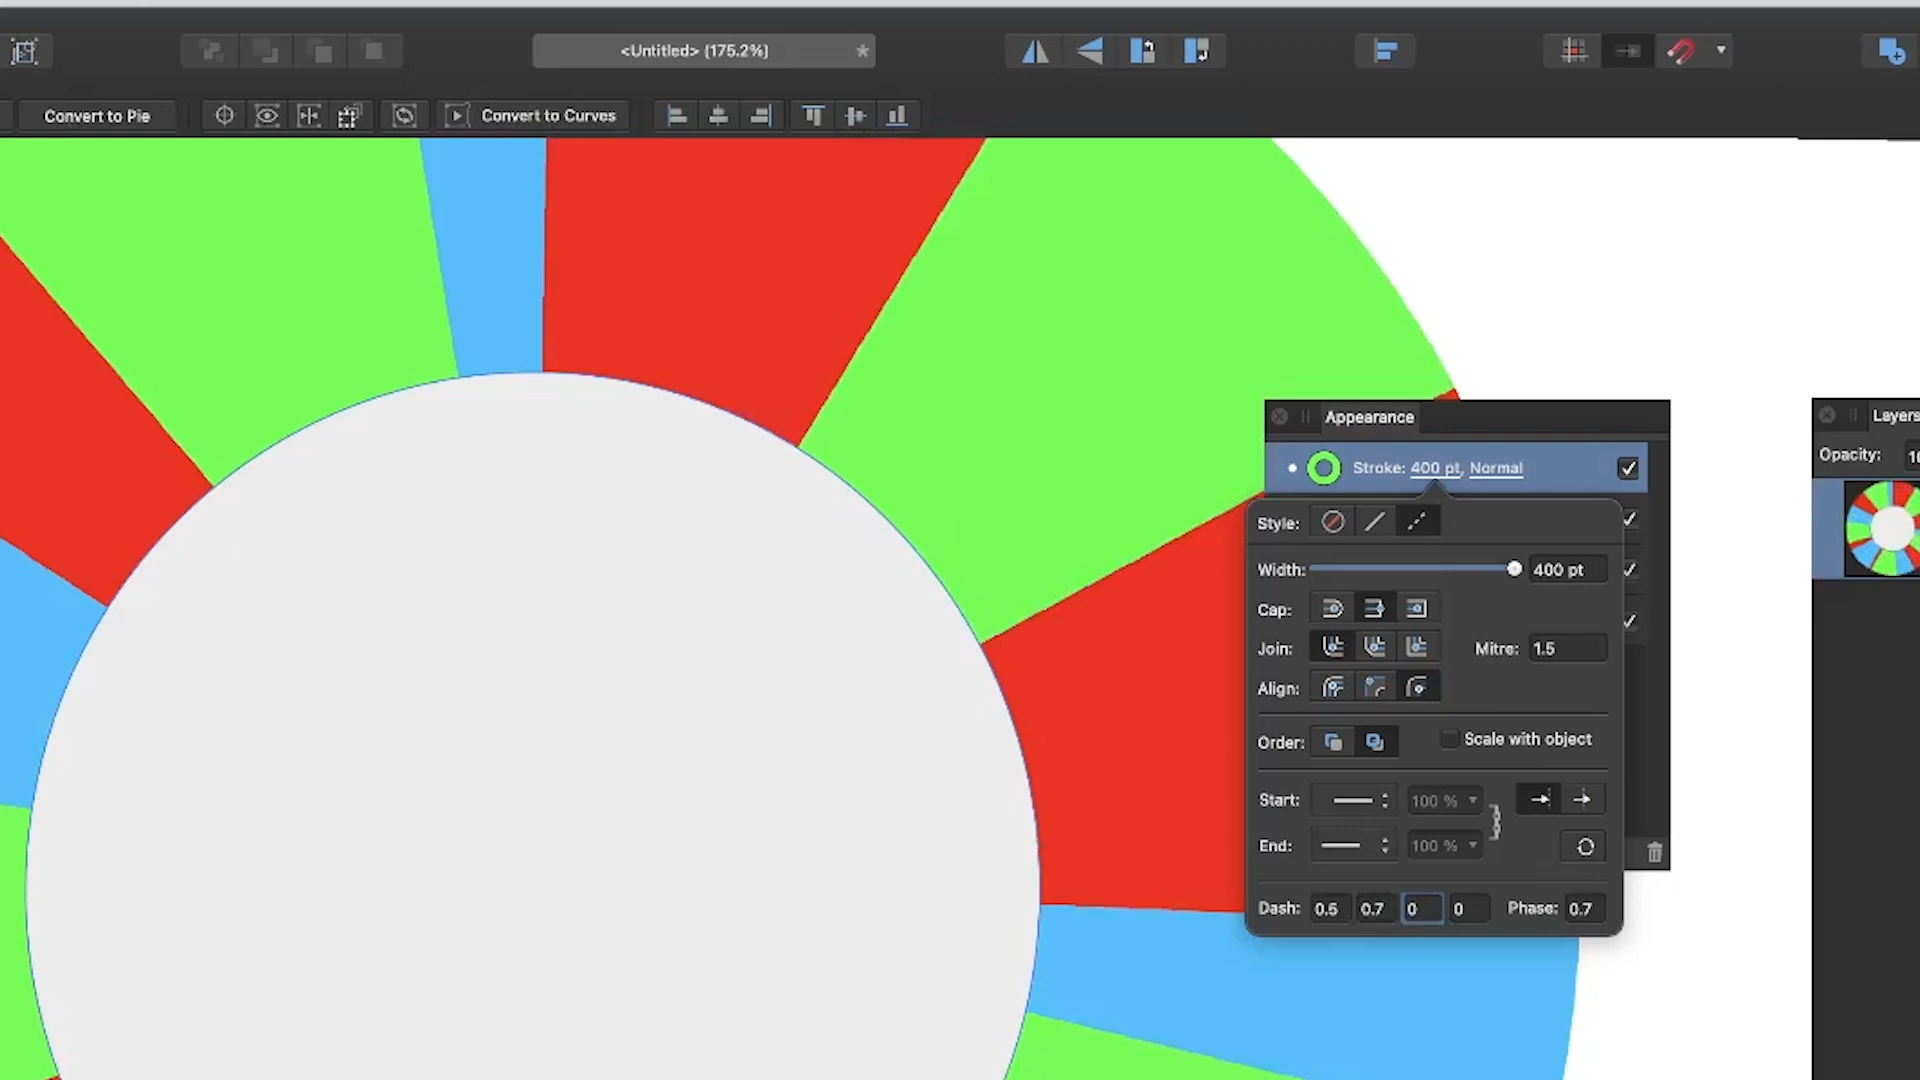 <Untitled> (175.2%)
*
Convert to Pie
Convert to Curves
Appearance
Stroke: 400 pt, Normal
Style:
Width: 400 pt
Cap:
Join: Mitre: 1.5
Align:
Order: Scale with object
Start: 100 %
End: 100 %
Dash: 0.5 0.7 0 0 Phase: 0.7
Layers
Opacity: